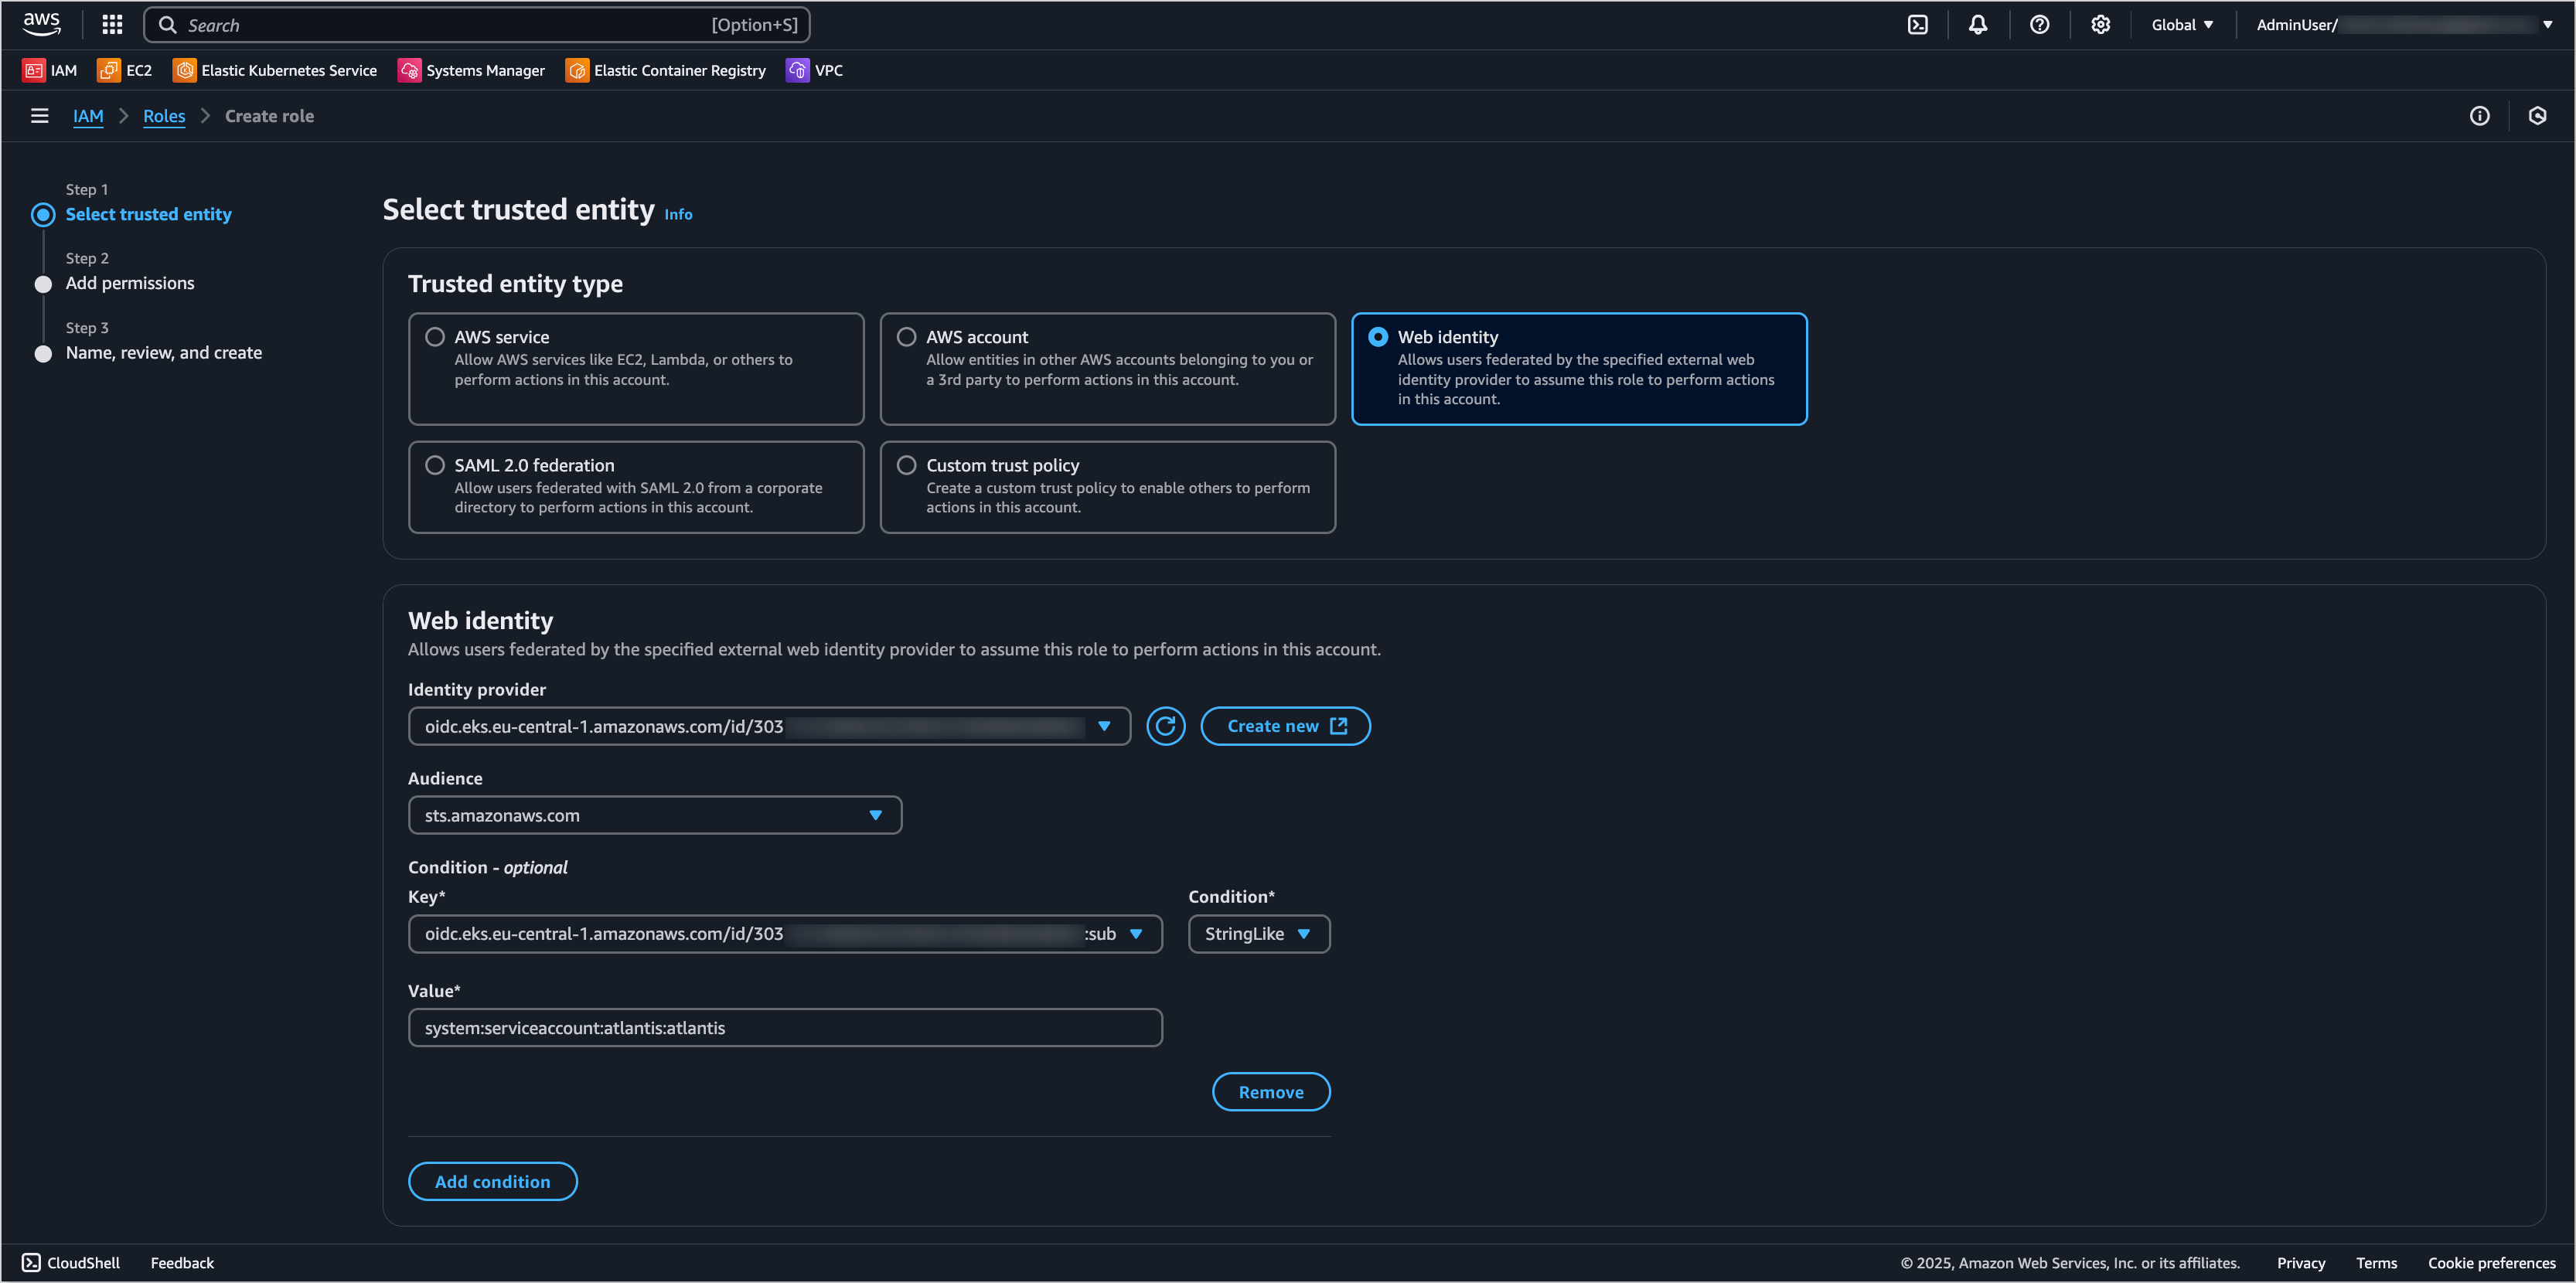 aws
Search [Option+S]
Global
AdminUser/
IAM EC2 Elastic Kubernetes Service Systems Manager Elastic Container Registry VPC
IAM Roles Create role
Step 1
Select trusted entity
Step 2
Add permissions
Step 3
Name, review, and create
Select trusted entity Info
Trusted entity type
AWS service
Allow AWS services like EC2, Lambda, or others to
perform actions in this account.
AWS account
Allow entities in other AWS accounts belonging to you or
a 3rd party to perform actions in this account.
Web identity
Allows users federated by the specified external web
identity provider to assume this role to perform actions
in this account.
SAML 2.0 federation
Allow users federated with SAML 2.0 from a corporate
directory to perform actions in this account.
Custom trust policy
Create a custom trust policy to enable others to perform
actions in this account.
Web identity
Allows users federated by the specified external web identity provider to assume this role to perform actions in this account.
Identity provider
oidc.eks.eu-central-1.amazonaws.com/id/303
Create new
Audience
sts.amazonaws.com
Condition - optional
Key* Condition*
oidc.eks.eu-central-1.amazonaws.com/id/303 :sub StringLike
Value*
system:serviceaccount:atlantis:atlantis
Remove
Add condition
CloudShell Feedback © 2025, Amazon Web Services, Inc. or its affiliates. Privacy Terms Cookie preferences